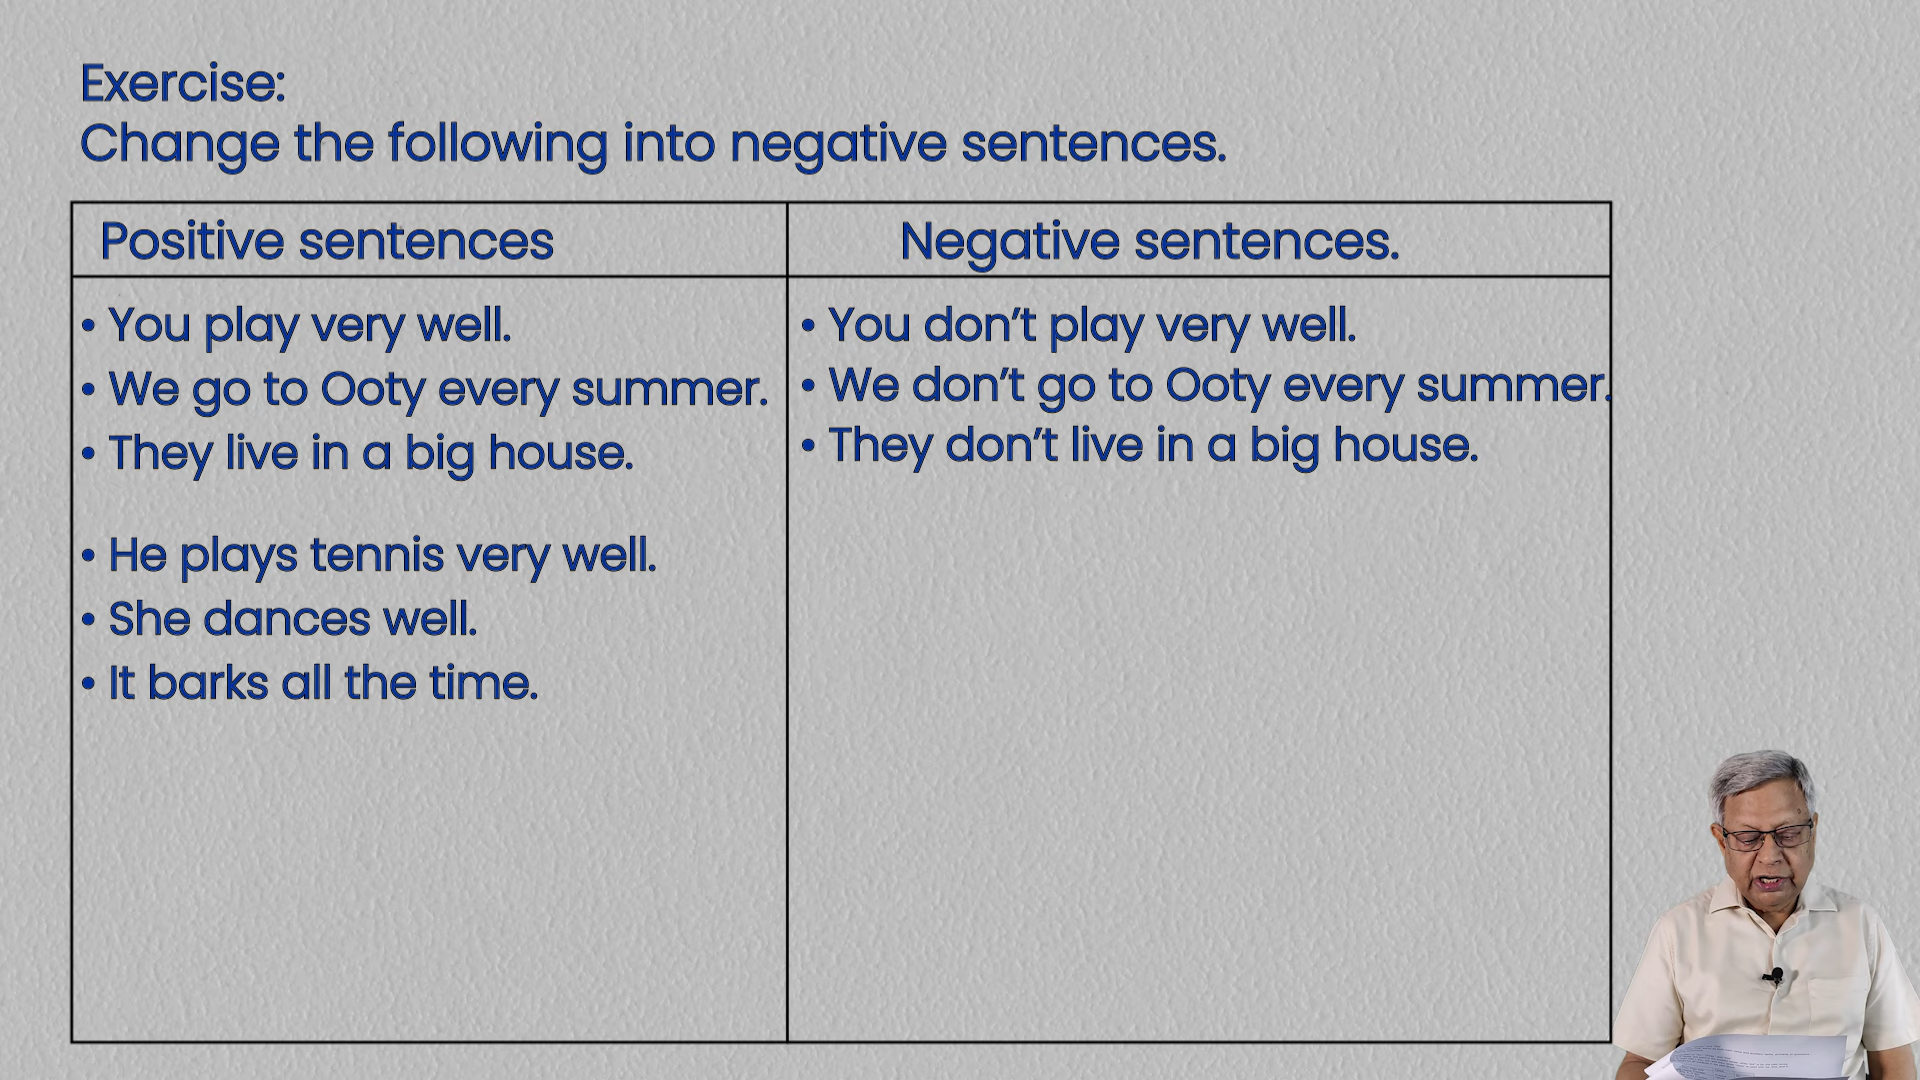 Exercise:
Change the following into negative sentences.
Positive sentences
Negative sentences.
• You play very well.
• We go to Ooty every summer.
• They live in a big house.
• He plays tennis very well.
• She dances well.
• It barks all the time.
• You don’t play very well.
• We don’t go to Ooty every summer.
• They don’t live in a big house.